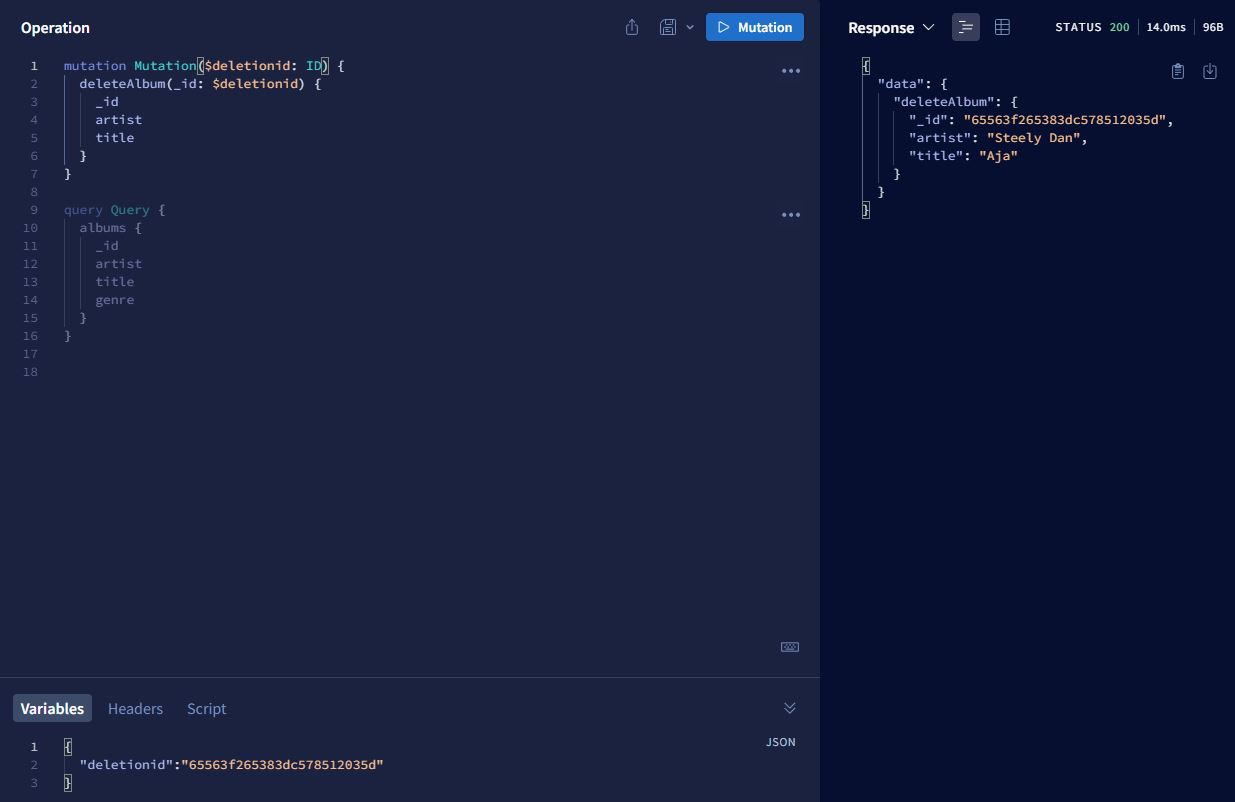 Operation
Mutation
1 mutation Mutation($deletionid: ID) {
2 deleteAlbum(_id: $deletionid) {
3 _id
4 artist
5 title
6 }
7 }
8
9 query Query {
10 albums {
11 _id
12 artist
13 title
14 genre
15 }
16 }
17
18
Variables Headers Script
JSON
1 {
2 "deletionid":"65563f265383dc578512035d"
3 }
Response
STATUS 200 14.0ms 96B
{
"data": {
"deleteAlbum": {
"_id": "65563f265383dc578512035d",
"artist": "Steely Dan",
"title": "Aja"
}
}
}